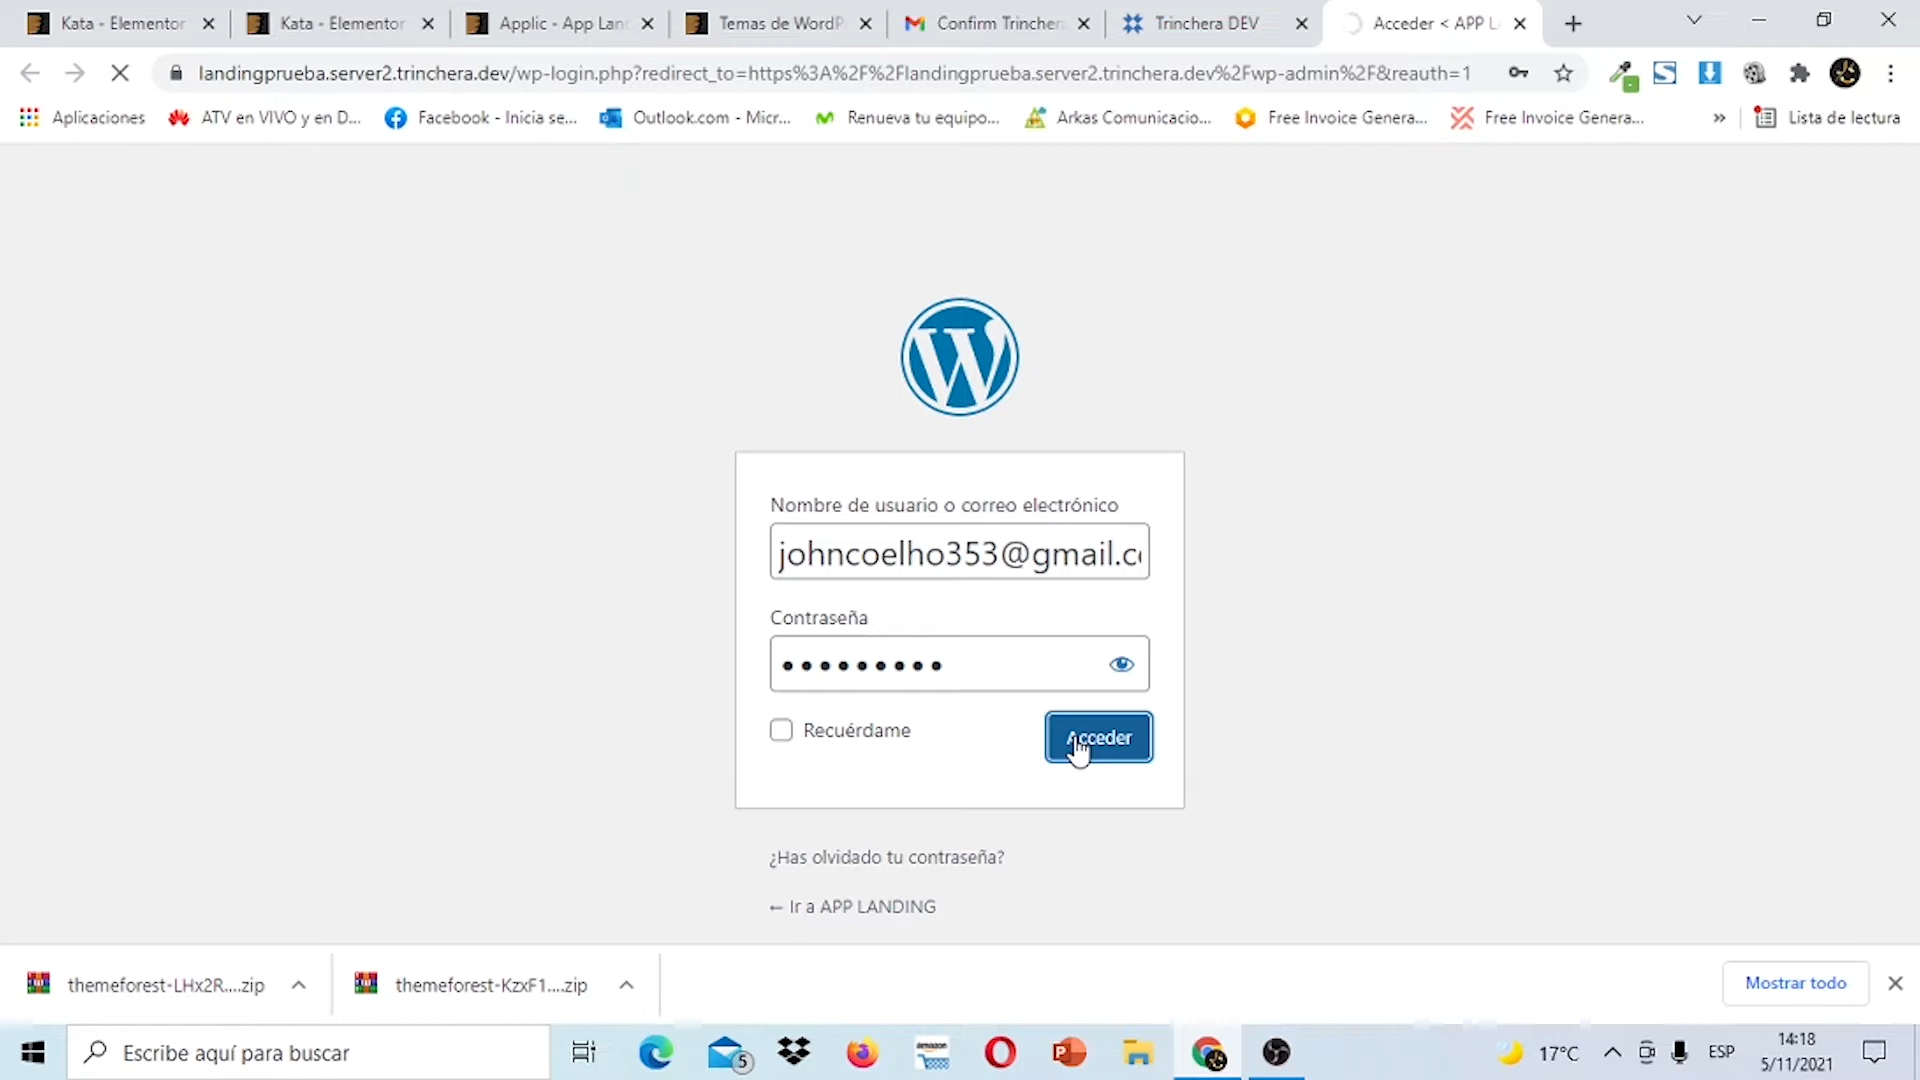 Kata - Elementor
Kata - Elementor
Applic - App Lan
Temas de WordP
Confirm Trinchera
Trinchera DEV
Acceder < APP L
landingprueba.server2.trinchera.dev/wp-login.php?redirect_to=https%3A%2F%2Flandingprueba.server2.trinchera.dev%2Fwp-admin%2F&reauth=1
Aplicaciones
ATV en VIVO y en D...
Facebook - Inicia se...
Outlook.com - Micr...
Renueva tu equipo...
Arkas Comunicacio...
Free Invoice Genera...
Free Invoice Genera...
»
Lista de lectura
Nombre de usuario o correo electrónico
johncoelho353@gmail.c
Contraseña
Recuérdame
Acceder
¿Has olvidado tu contraseña?
← Ir a APP LANDING
themeforest-LHx2R....zip
themeforest-KzxF1....zip
Mostrar todo
Escribe aquí para buscar
5
amazon
17°C
ESP
14:18
5/11/2021